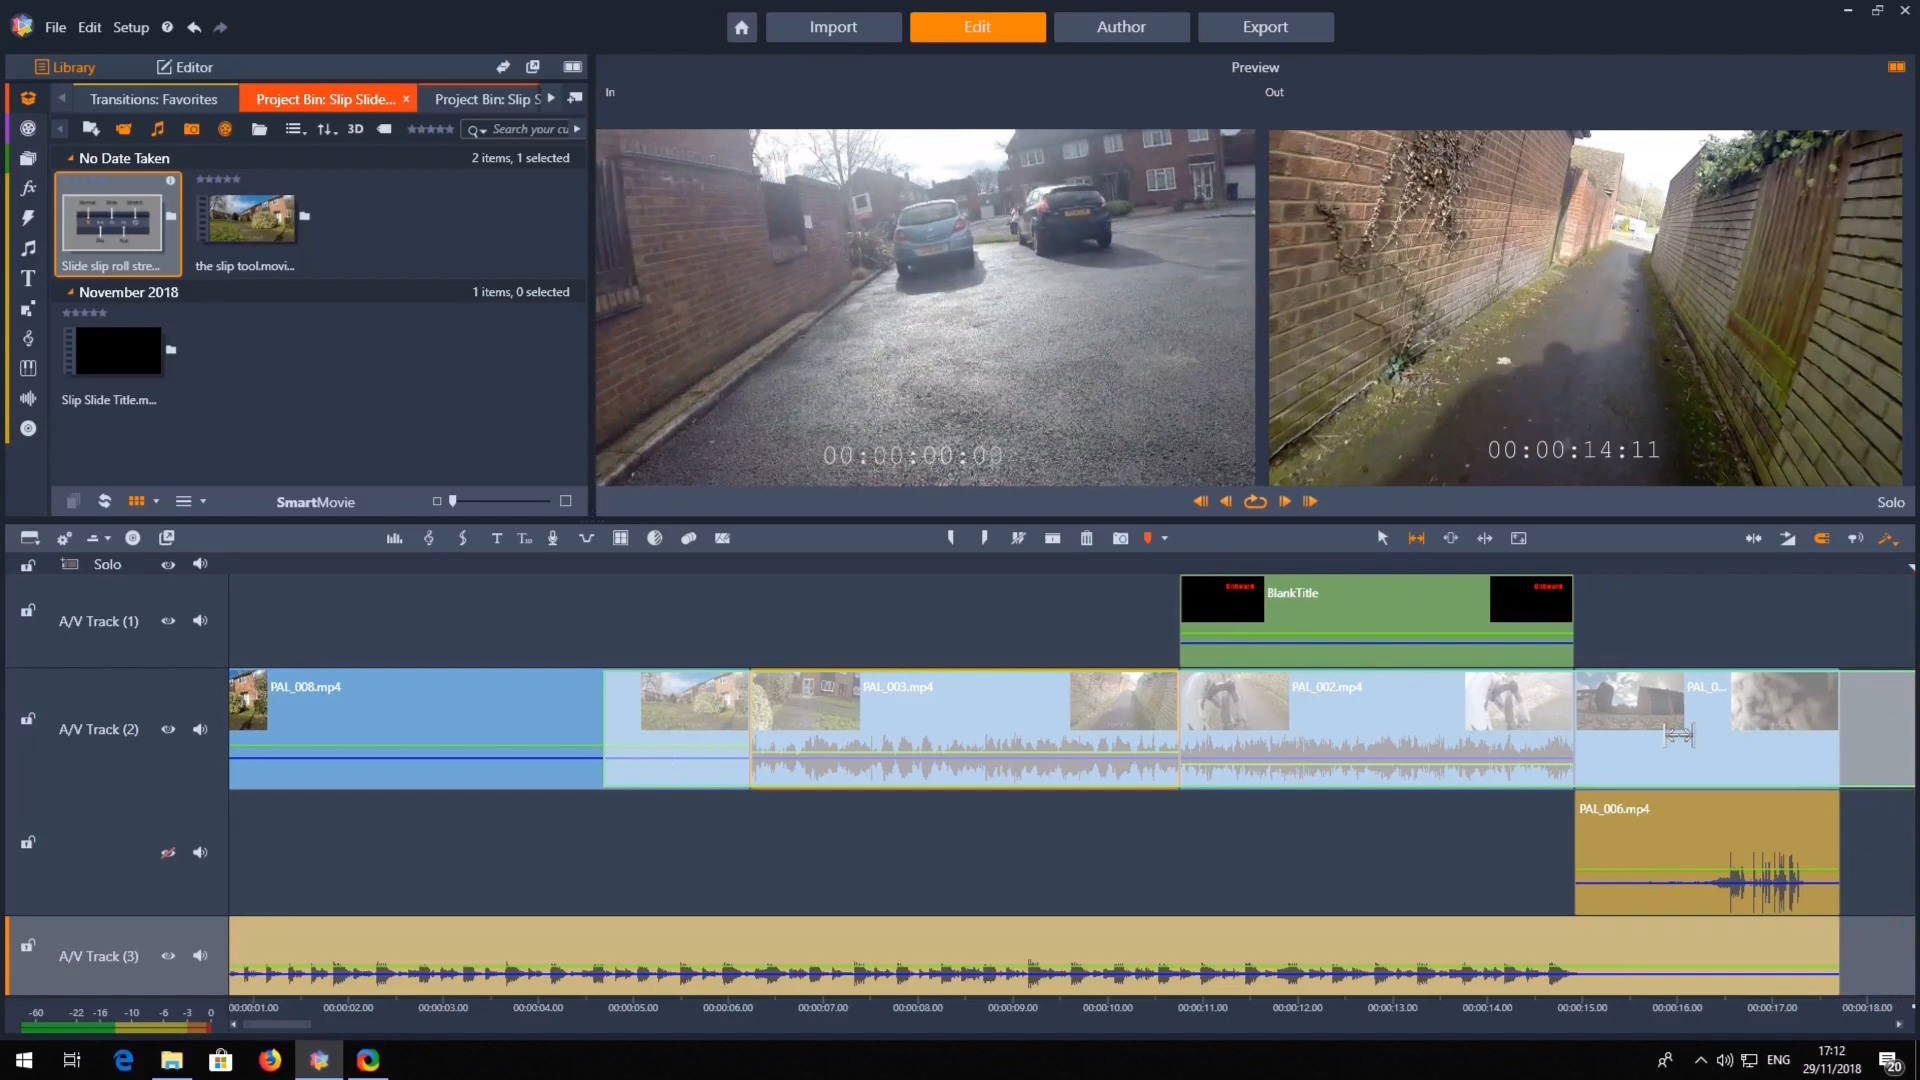 File Edit Setup
Import Edit Author Export
Library Editor
Preview
Transitions: Favorites Project Bin: Slip Slide... x Project Bin: Slip S
In Out
3D Search your cu
No Date Taken 2 items, 1 selected
Slide slip roll stre... the slip tool.movi...
November 2018 1 items, 0 selected
Slip Slide Title.m...
00:00:00:00
00:00:14:11
SmartMovie
Solo
Solo
A/V Track (1)
BlankTitle
A/V Track (2)
PAL_008.mp4 PAL_003.mp4 PAL_002.mp4 PAL_0...
PAL_006.mp4
A/V Track (3)
-60 -22 -16 -10 -6 -3 0
00:00:01.00 00:00:02.00 00:00:03.00 00:00:04.00 00:00:05.00 00:00:06.00 00:00:07.00 00:00:08.00 00:00:09.00 00:00:10.00 00:00:11.00 00:00:12.00 00:00:13.00 00:00:14.00 00:00:15.00 00:00:16.00 00:00:17.00 00:00:18.00
ENG
17:12
29/11/2018
20